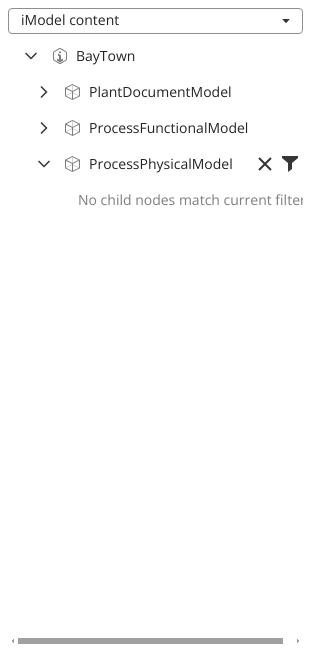 iModel content
BayTown
PlantDocumentModel
ProcessFunctionalModel
ProcessPhysicalModel
No child nodes match current filter